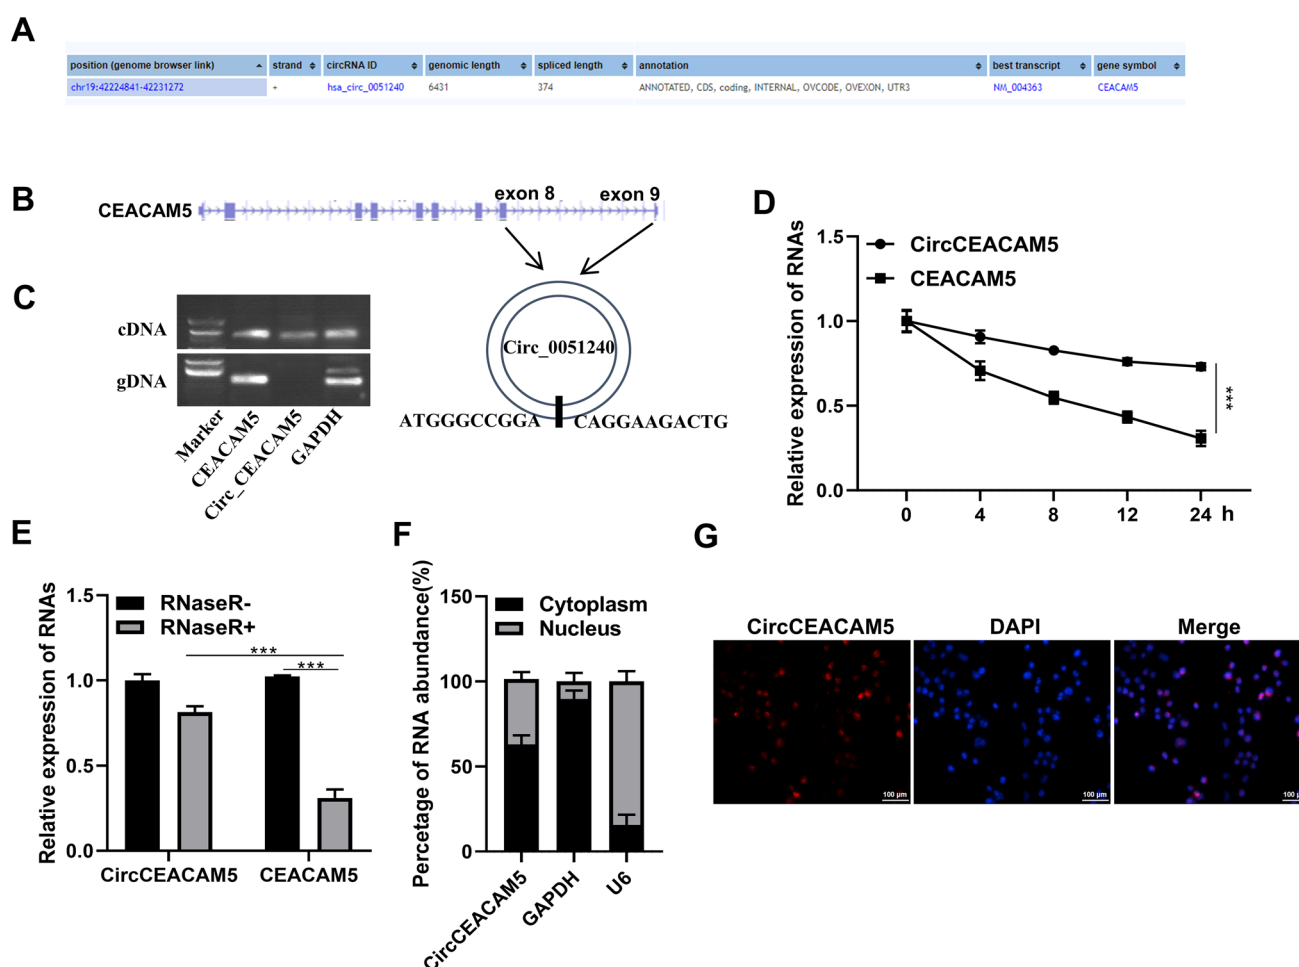 A
position (genome browser link) strand circRNA ID genomic length spliced length annotation best transcript gene symbol
chr19:42224841-42231272 + hsa_circ_0051240 6431 374 ANNOTATED, CDS, coding, INTERNAL, OVCODE, OVEXON, UTR3 NM_004363 CEACAM5
B
exon 8 exon 9
CEACAM5
Circ_0051240
ATGGGCCGGA CAGGAAGACTG
C
cDNA
gDNA
Marker
CEACAM5
Circ_CEACAM5
GAPDH
D
Relative expression of RNAs
1.5
1.0
0.5
0.0
CircCEACAM5
CEACAM5
***
0 4 8 12 24 h
E
Relative expression of RNAs
1.5
1.0
0.5
0.0
RNaseR-
RNaseR+
***
***
CircCEACAM5 CEACAM5
F
Percetage of RNA abundance(%)
150
100
50
0
Cytoplasm
Nucleus
CircCEACAM5
GAPDH
U6
G
CircCEACAM5 DAPI Merge
100 µm 100 µm 100 µm